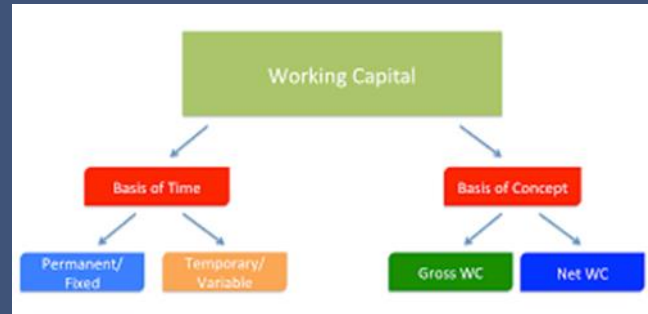 Working Capital
Basis of Time
Basis of Concept
Permanent/
Fixed
Temporary/
Variable
Gross WC
Net WC